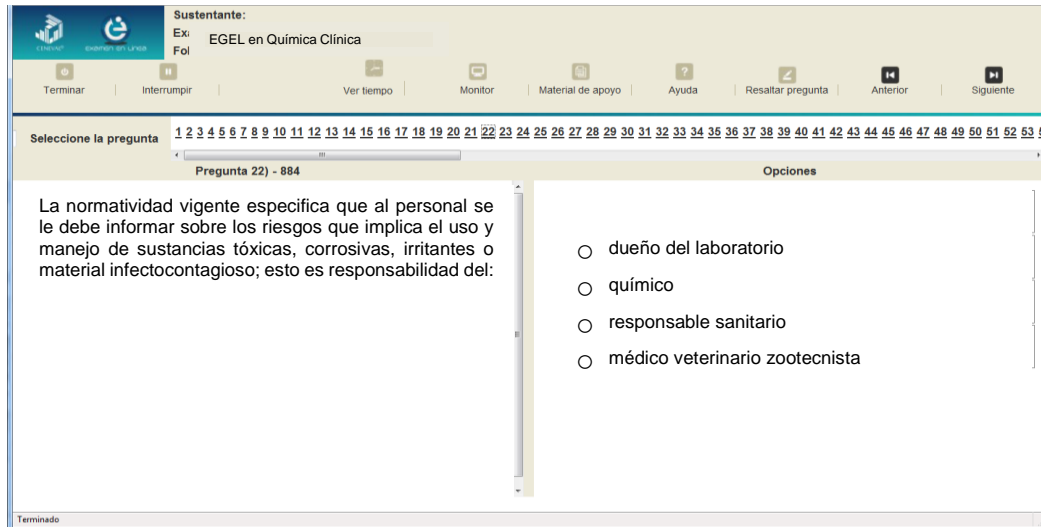 Sustentante:
Ex
EGEL en Química Clínica
Fol
CENEVAL
EXAMEN EN LÍNEA
Terminar
Interrumpir
Ver tiempo
Monitor
Material de apoyo
Ayuda
Resaltar pregunta
Anterior
Siguiente
Seleccione la pregunta
1 2 3 4 5 6 7 8 9 10 11 12 13 14 15 16 17 18 19 20 21 22 23 24 25 26 27 28 29 30 31 32 33 34 35 36 37 38 39 40 41 42 43 44 45 46 47 48 49 50 51 52 53
Pregunta 22) - 884
Opciones
La normatividad vigente especifica que al personal se
le debe informar sobre los riesgos que implica el uso y
manejo de sustancias tóxicas, corrosivas, irritantes o
material infectocontagioso; esto es responsabilidad del:
dueño del laboratorio
químico
responsable sanitario
médico veterinario zootecnista
Terminado